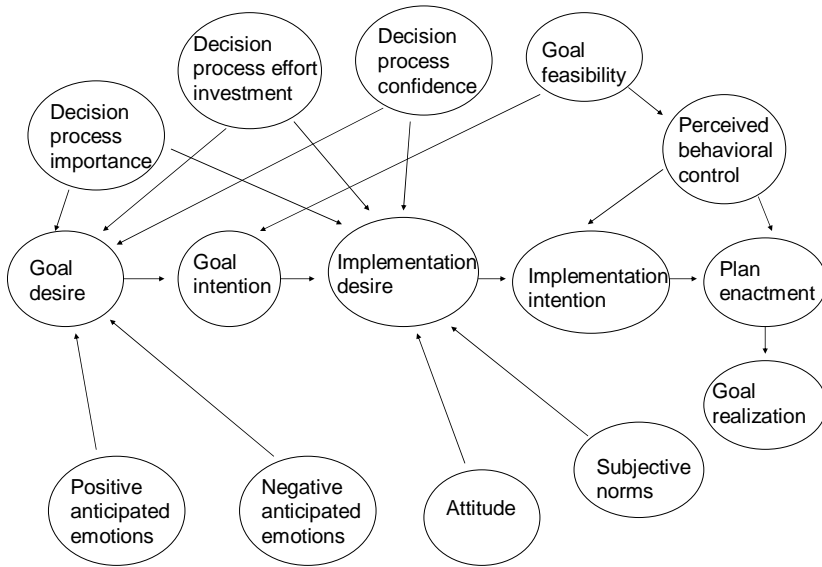 Decision
process effort
investment
Decision
process
confidence
Goal
feasibility
Decision
process
importance
Perceived
behavioral
control
Goal
desire
Goal
intention
Implementation
desire
Implementation
intention
Plan
enactment
Goal
realization
Positive
anticipated
emotions
Negative
anticipated
emotions
Attitude
Subjective
norms